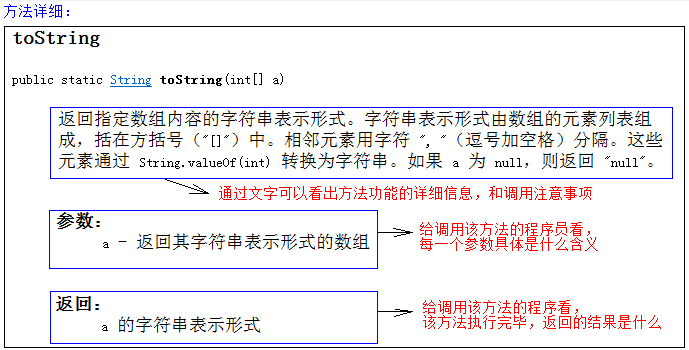 方法详细：
toString
public static String toString(int[] a)
返回指定数组内容的字符串表示形式。字符串表示形式由数组的元素列表组
成，括在方括号（"[]"）中。相邻元素用字符 ", "（逗号加空格）分隔。这些
元素通过 String.valueOf(int) 转换为字符串。如果 a 为 null，则返回 "null"。
通过文字可以看出方法功能的详细信息，和调用注意事项
参数：
a - 返回其字符串表示形式的数组
给调用该方法的程序员看，
每一个参数具体是什么含义
返回：
a 的字符串表示形式
给调用该方法的程序看，
该方法执行完毕，返回的结果是什么